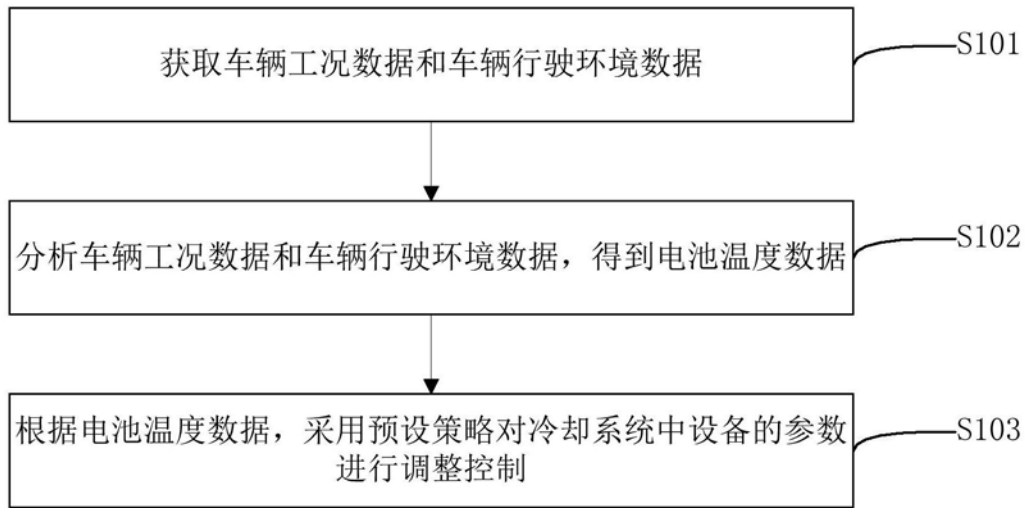 获取车辆工况数据和车辆行驶环境数据
S101
分析车辆工况数据和车辆行驶环境数据，得到电池温度数据
S102
根据电池温度数据，采用预设策略对冷却系统中设备的参数
进行调整控制
S103